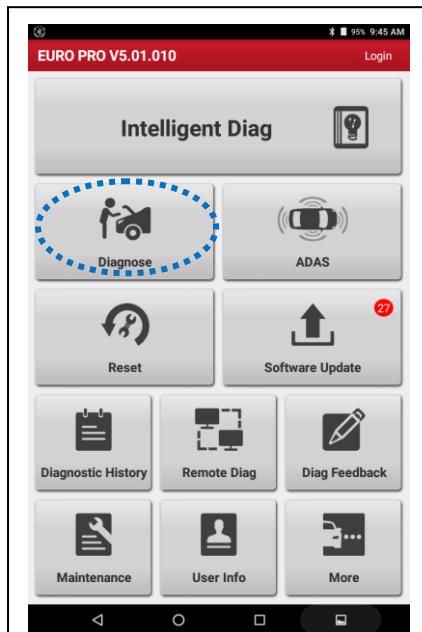 95% 9:45 AM
EURO PRO V5.01.010 Login
Intelligent Diag
Diagnose ADAS
27
Reset Software Update
Diagnostic History Remote Diag Diag Feedback
Maintenance User Info More